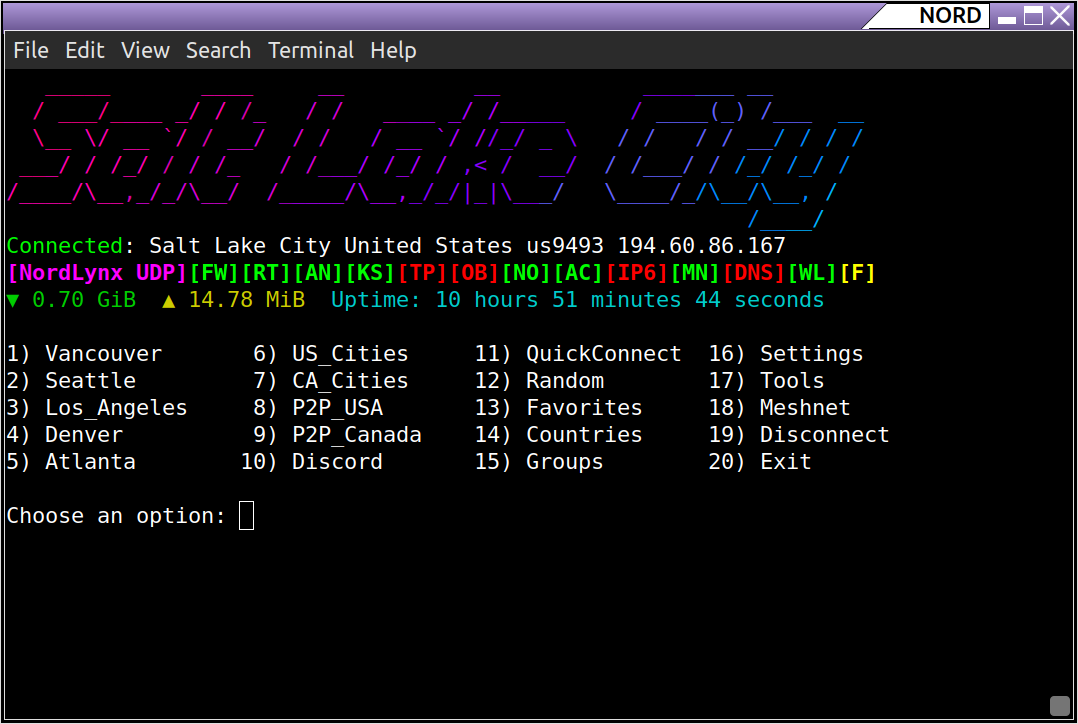 NORD
File Edit View Search Terminal Help
Salt Lake City
Connected: Salt Lake City United States us9493 194.60.86.167
[NordLynx UDP][FW][RT][AN][KS][TP][OB][NO][AC][IP6][MN][DNS][WL][F]
▼ 0.70 GiB ▲ 14.78 MiB Uptime: 10 hours 51 minutes 44 seconds
1) Vancouver 6) US_Cities 11) QuickConnect 16) Settings
2) Seattle 7) CA_Cities 12) Random 17) Tools
3) Los_Angeles 8) P2P_USA 13) Favorites 18) Meshnet
4) Denver 9) P2P_Canada 14) Countries 19) Disconnect
5) Atlanta 10) Discord 15) Groups 20) Exit
Choose an option: